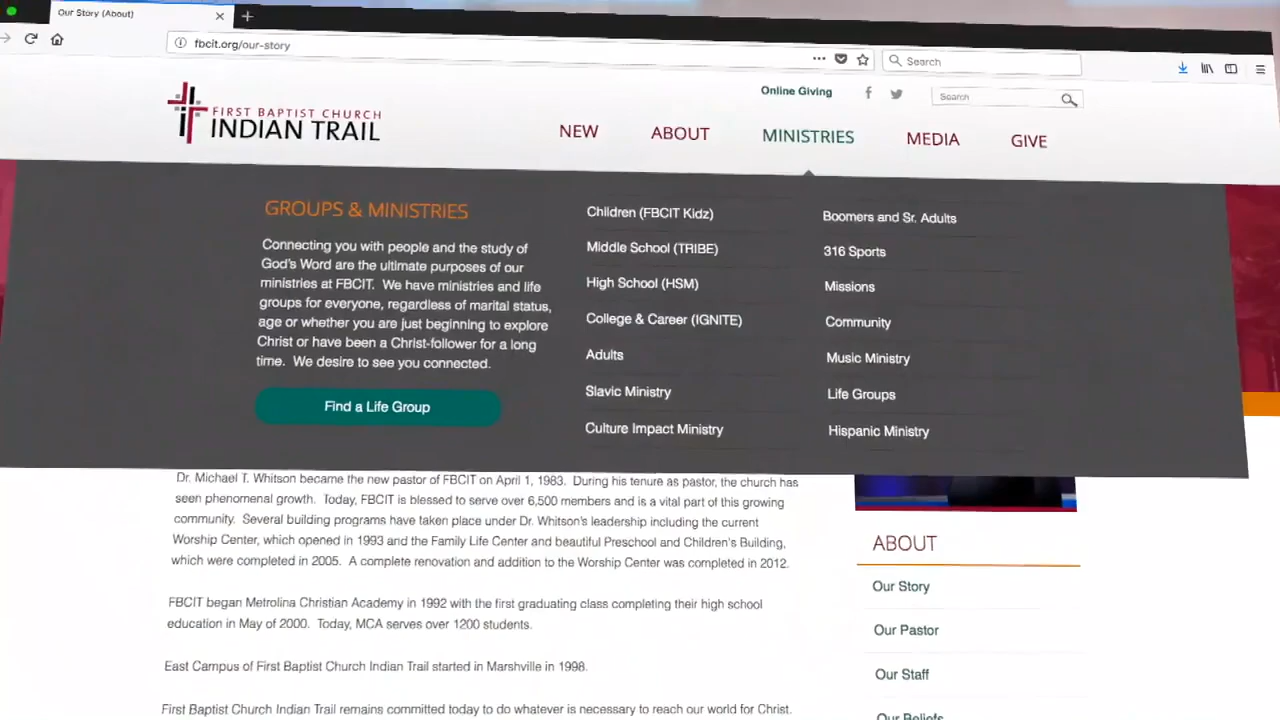 Our Story (About)
fbcit.org/our-story
Search
FIRST BAPTIST CHURCH
INDIAN TRAIL
Online Giving
Search
NEW
ABOUT
MINISTRIES
MEDIA
GIVE
GROUPS & MINISTRIES
Connecting you with people and the study of
God's Word are the ultimate purposes of our
ministries at FBCIT. We have ministries and life
groups for everyone, regardless of marital status,
age or whether you are just beginning to explore
Christ or have been a Christ-follower for a long
time. We desire to see you connected.
Find a Life Group
Children (FBCIT Kidz)
Middle School (TRIBE)
High School (HSM)
College & Career (IGNITE)
Adults
Slavic Ministry
Culture Impact Ministry
Boomers and Sr. Adults
316 Sports
Missions
Community
Music Ministry
Life Groups
Hispanic Ministry
Dr. Michael T. Whitson became the new pastor of FBCIT on April 1, 1983. During his tenure as pastor, the church has
seen phenomenal growth. Today, FBCIT is blessed to serve over 6,500 members and is a vital part of this growing
community. Several building programs have taken place under Dr. Whitson's leadership including the current
Worship Center, which opened in 1993 and the Family Life Center and beautiful Preschool and Children's Building,
which were completed in 2005. A complete renovation and addition to the Worship Center was completed in 2012.
FBCIT began Metrolina Christian Academy in 1992 with the first graduating class completing their high school
education in May of 2000. Today, MCA serves over 1200 students.
East Campus of First Baptist Church Indian Trail started in Marshville in 1998.
First Baptist Church Indian Trail remains committed today to do whatever is necessary to reach our world for Christ.
ABOUT
Our Story
Our Pastor
Our Staff
Our Beliefs